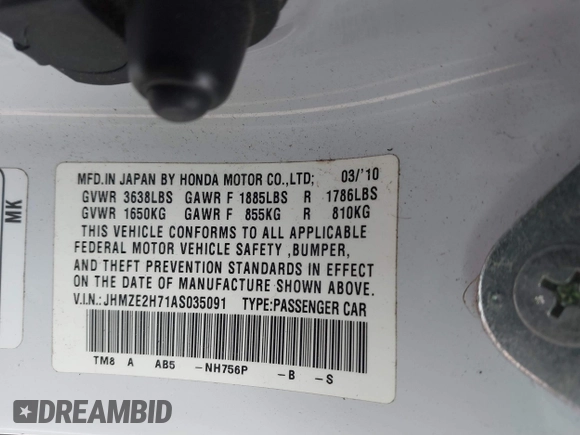 MFD.IN JAPAN BY HONDA MOTOR CO.,LTD; 03/'10
GVWR 3638LBS GAWR F 1885LBS R 1786LBS
GVWR 1650KG GAWR F 855KG R 810KG
THIS VEHICLE CONFORMS TO ALL APPLICABLE
FEDERAL MOTOR VEHICLE SAFETY ,BUMPER,
AND THEFT PREVENTION STANDARDS IN EFFECT
ON THE DATE OF MANUFACTURE SHOWN ABOVE.
V.I.N.: JHMZE2H71AS035091 TYPE:PASSENGER CAR
TM8 A AB5 -NH756P -B -S
MK
DREAMBID